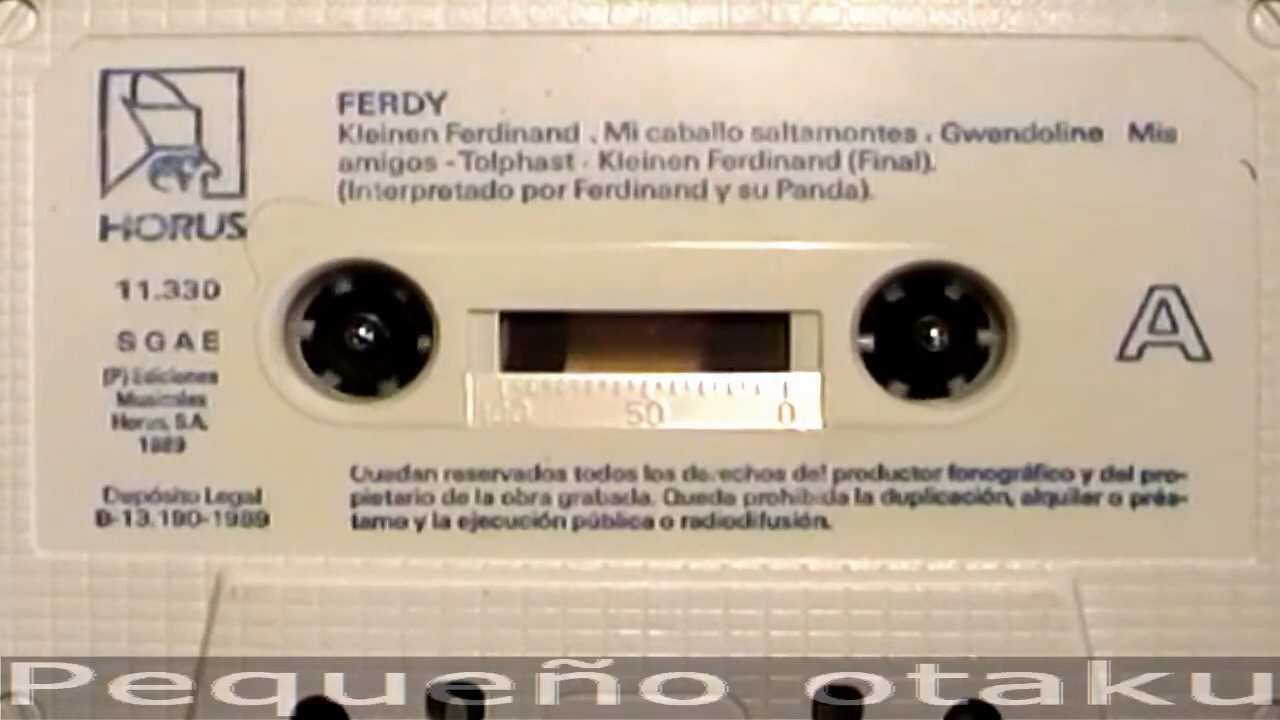 FERDY
Kleinen Ferdinand . Mi caballo saltamontes . Gwendoline Mis
amigos - Tolphast · Kleinen Ferdinand (Final).
(Interpretado por Ferdinand y su Panda).
HORUS
11.330
SGAE
(P) Ediciones
Musicales
Horus, S.A.
1989
Depósito Legal
B-13.190-1989
A
100 50 0
Quedan reservados todos los derechos del productor fonográfico y del pro-
pietario de la obra grabada. Queda prohibida la duplicación, alquiler o prés-
tamo y la ejecución pública o radiodifusión.
Pequeño otaku